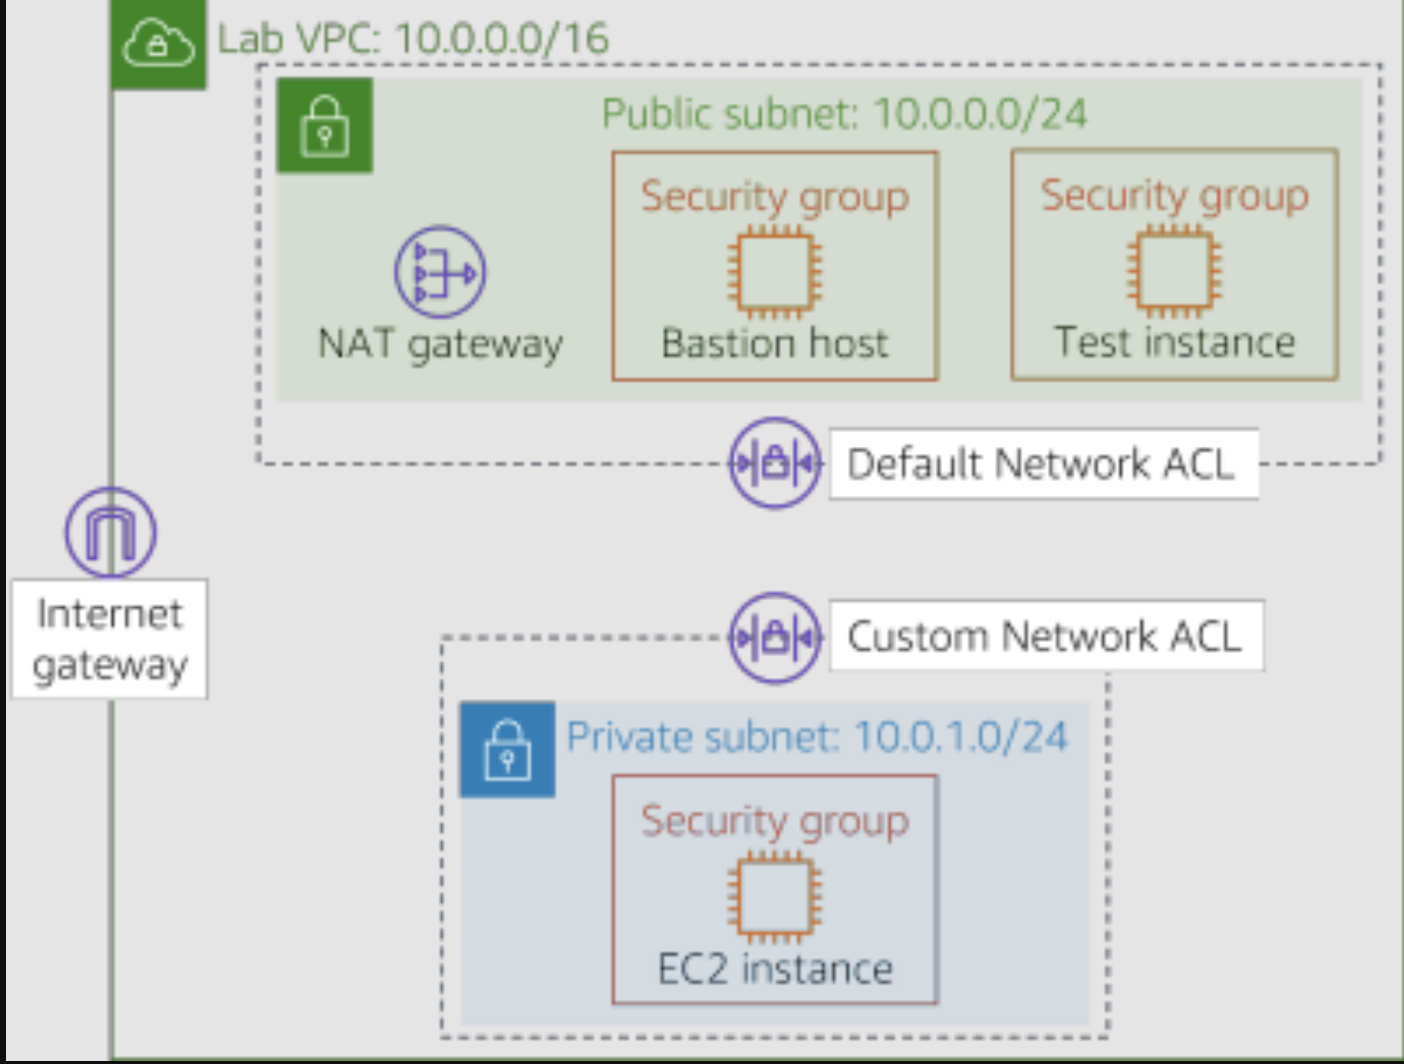 Lab VPC: 10.0.0.0/16
Public subnet: 10.0.0.0/24
Security group
Security group
NAT gateway
Bastion host
Test instance
Default Network ACL
Internet
gateway
Custom Network ACL
Private subnet: 10.0.1.0/24
Security group
EC2 instance